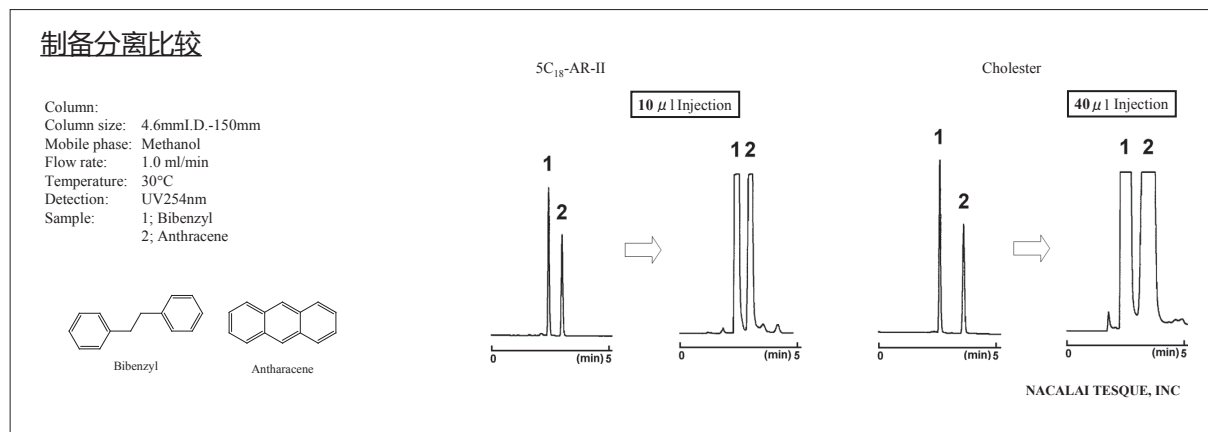 制备分离比较
Column:
Column size: 4.6mmI.D.-150mm
Mobile phase: Methanol
Flow rate: 1.0 ml/min
Temperature: 30°C
Detection: UV254nm
Sample: 1; Bibenzyl
2; Anthracene
Bibenzyl
Antharacene
5C₁₈-AR-II
10 μl Injection
1
2
0 (min) 5
1 2
0 (min) 5
Cholester
40 μl Injection
1
2
0 (min) 5
1 2
0 (min) 5
NACALAI TESQUE, INC